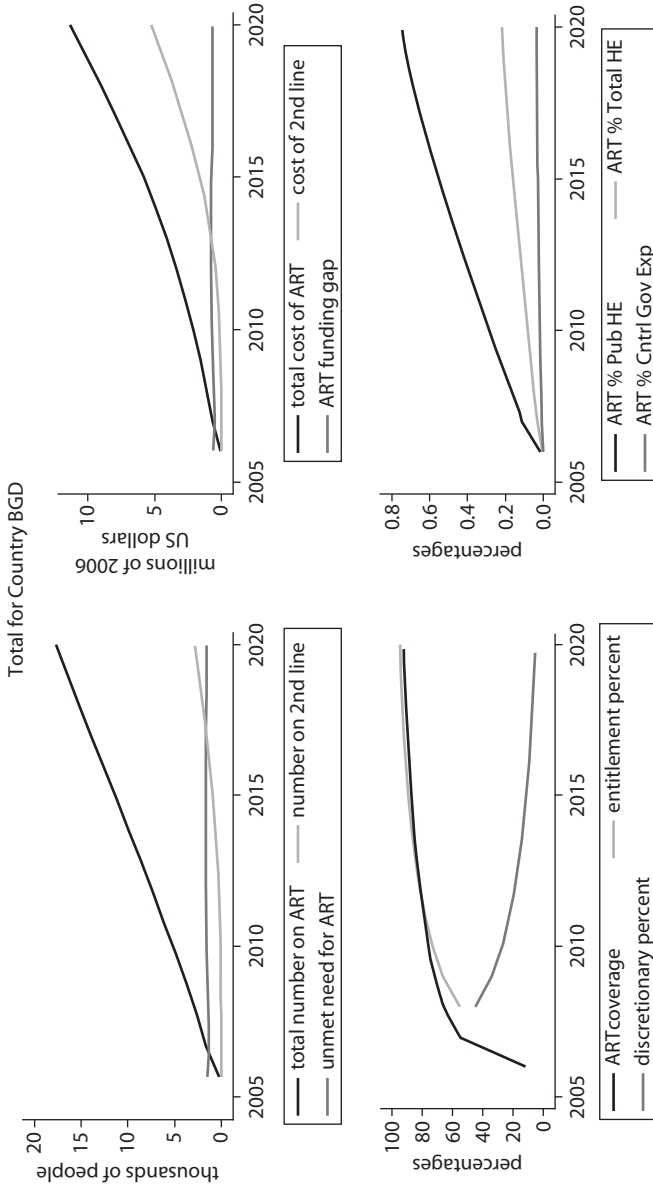 Total for Country BGD
thousands of people
20
15
10
5
0
2005
2010
2015
2020
total number on ART
number on 2nd line
unmet need for ART
millions of 2006
US dollars
10
5
0
2005
2010
2015
2020
total cost of ART
cost of 2nd line
ART funding gap
percentages
100
80
60
40
20
0
2005
2010
2015
2020
ARTcoverage
entitlement percent
discretionary percent
percentages
0.8
0.6
0.4
0.2
0.0
2005
2010
2015
2020
ART % Pub HE
ART % Total HE
ART % Cntrl Gov Exp